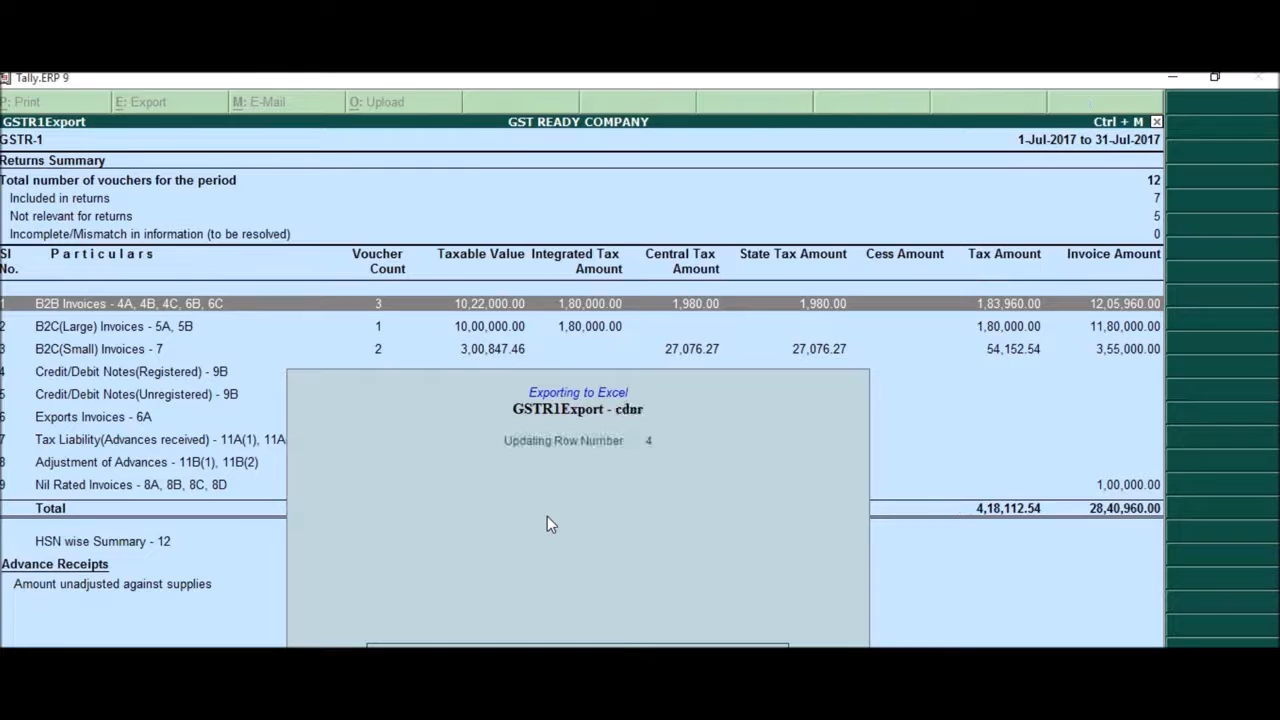 Tally.ERP 9
P: Print E: Export M: E-Mail O: Upload
GSTR1Export GST READY COMPANY Ctrl + M
GSTR-1 1-Jul-2017 to 31-Jul-2017
Returns Summary
Total number of vouchers for the period 12
Included in returns 7
Not relevant for returns 5
Incomplete/Mismatch in information (to be resolved) 0
Sl Particulars Voucher Taxable Value Integrated Tax Central Tax State Tax Amount Cess Amount Tax Amount Invoice Amount
No. Count Amount Amount
1 B2B Invoices - 4A, 4B, 4C, 6B, 6C 3 10,22,000.00 1,80,000.00 1,980.00 1,980.00 1,83,960.00 12,05,960.00
2 B2C(Large) Invoices - 5A, 5B 1 10,00,000.00 1,80,000.00 1,80,000.00 11,80,000.00
3 B2C(Small) Invoices - 7 2 3,00,847.46 27,076.27 27,076.27 54,152.54 3,55,000.00
4 Credit/Debit Notes(Registered) - 9B
5 Credit/Debit Notes(Unregistered) - 9B
6 Exports Invoices - 6A
7 Tax Liability(Advances received) - 11A(1), 11A
8 Adjustment of Advances - 11B(1), 11B(2)
9 Nil Rated Invoices - 8A, 8B, 8C, 8D 1,00,000.00
Total 4,18,112.54 28,40,960.00
HSN wise Summary - 12
Advance Receipts
Amount unadjusted against supplies
Exporting to Excel
GSTR1Export - cdnr
Updating Row Number 4